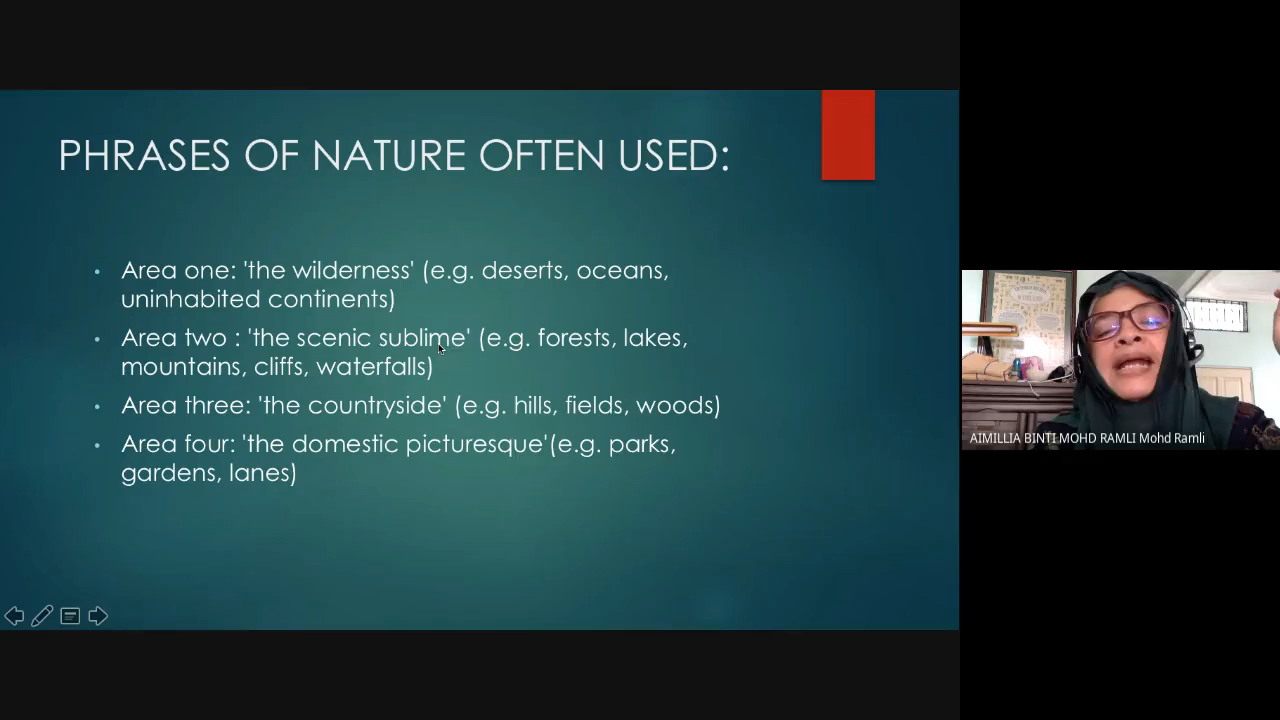 PHRASES OF NATURE OFTEN USED:
• Area one: 'the wilderness' (e.g. deserts, oceans,
uninhabited continents)
• Area two : 'the scenic sublime' (e.g. forests, lakes,
mountains, cliffs, waterfalls)
• Area three: 'the countryside' (e.g. hills, fields, woods)
• Area four: 'the domestic picturesque'(e.g. parks,
gardens, lanes)
AIMILLIA BINTI MOHD RAMLI Mohd Ramli